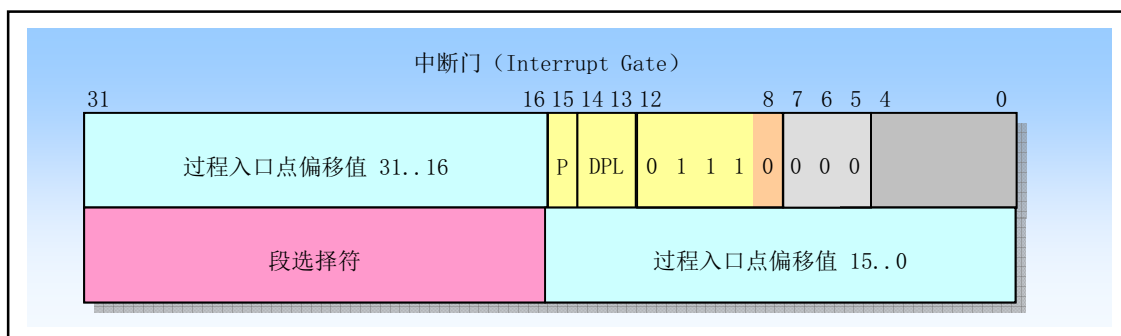 中断门（Interrupt Gate）
31 16 15 14 13 12 8 7 6 5 4 0
过程入口点偏移值 31..16 P DPL 0 1 1 1 0 0 0 0
段选择符 过程入口点偏移值 15..0